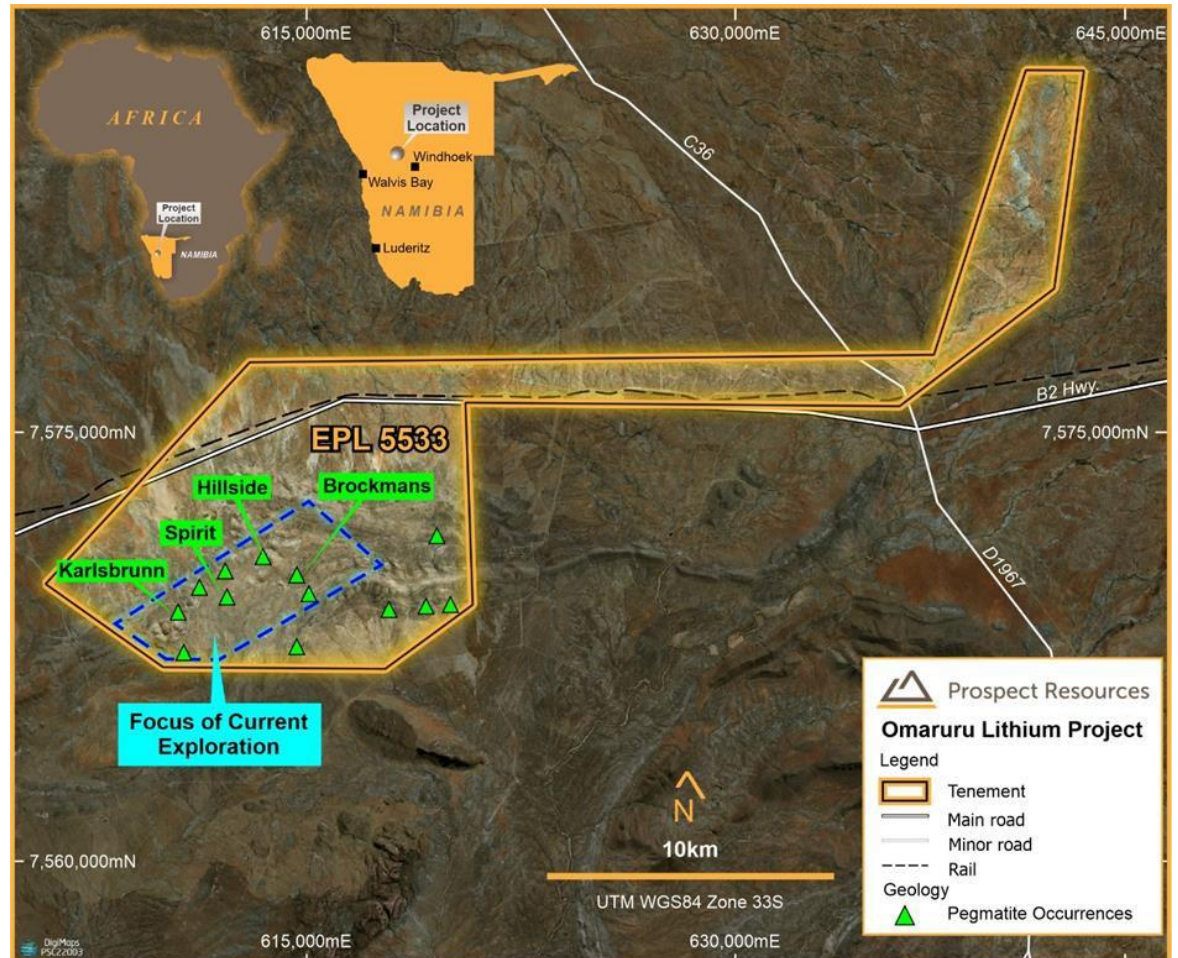 615,000mE
630,000mE
645,000mE
AFRICA
Project
Location
NAMIBIA
Project
Location
Windhoek
Walvis Bay
NAMIBIA
Luderitz
C36
B2 Hwy.
7,575,000mN
7,575,000mN
EPL 5533
Hillside
Brockmans
Spirit
Karlsbrunn
D1967
Focus of Current
Exploration
Prospect Resources
Omaruru Lithium Project
Legend
Tenement
Main road
Minor road
Rail
Geology
Pegmatite Occurrences
N
10km
UTM WGS84 Zone 33S
7,560,000mN
615,000mE
630,000mE
DigiMaps
PSC22003